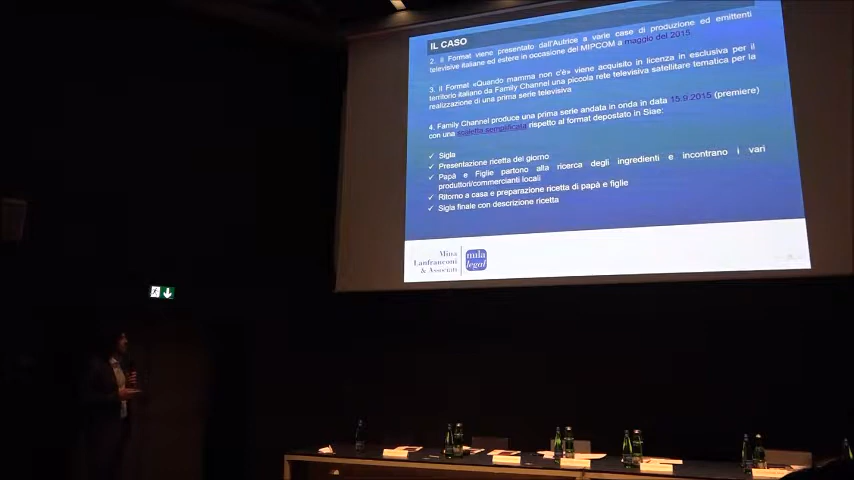 IL CASO
2. Il Format viene presentato dall'Autrice a varie case di produzione ed emittenti
televisive italiane ed estere in occasione del MIPCOM a maggio del 2015.
3. Il Format «Quando mamma non c'è» viene acquisito in licenza in esclusiva per il
territorio italiano da Family Channel una piccola rete televisiva satellitare tematica per la
realizzazione di una prima serie televisiva
4. Family Channel produce una prima serie andata in onda in data 15.9.2015 (premiere)
con una scaletta semplificata rispetto al format depostato in Siae:
✓ Sigla
✓ Presentazione ricetta del giorno
✓ Papà e Figlie partono alla ricerca degli ingredienti e incontrano i vari
produttori/commercianti locali
✓ Ritorno a casa e preparazione ricetta di papà e figlie
✓ Sigla finale con descrizione ricetta
Mina
Lanfranconi
& Associati
mila
legal